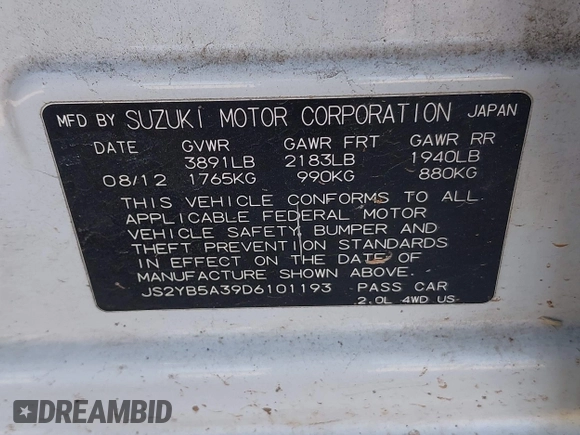 MFD BY SUZUKI MOTOR CORPORATION JAPAN
DATE GVWR GAWR FRT GAWR RR
3891LB 2183LB 1940LB
08/12 1765KG 990KG 880KG
THIS VEHICLE CONFORMS TO ALL
APPLICABLE FEDERAL MOTOR
VEHICLE SAFETY, BUMPER AND
THEFT PREVENTION STANDARDS
IN EFFECT ON THE DATE OF
MANUFACTURE SHOWN ABOVE.
JS2YB5A39D6101193 PASS CAR
2.0L 4WD US
DREAMBID